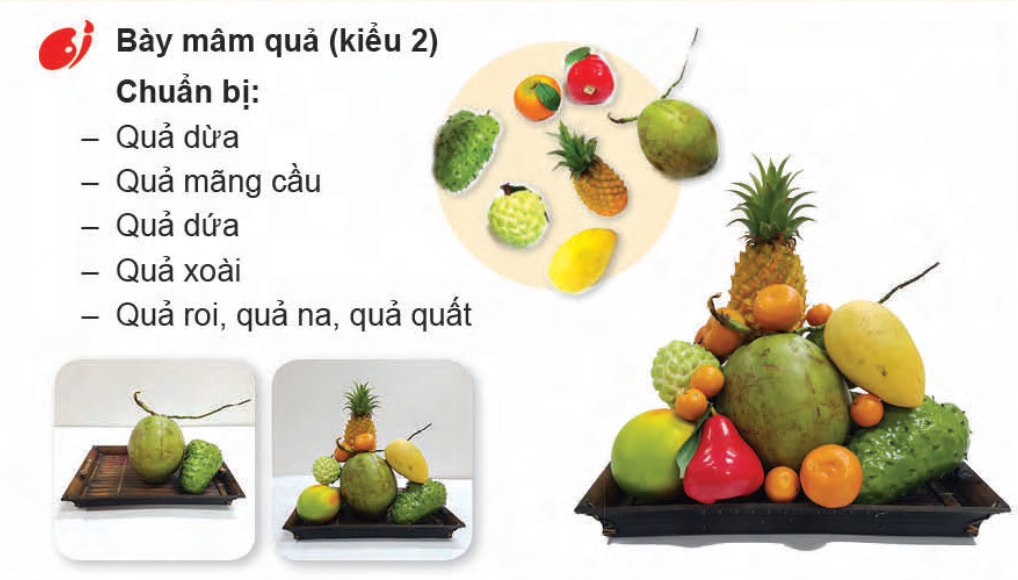 Bày mâm quả (kiểu 2)
Chuẩn bị:
– Quả dừa
– Quả mãng cầu
– Quả dứa
– Quả xoài
– Quả roi, quả na, quả quất